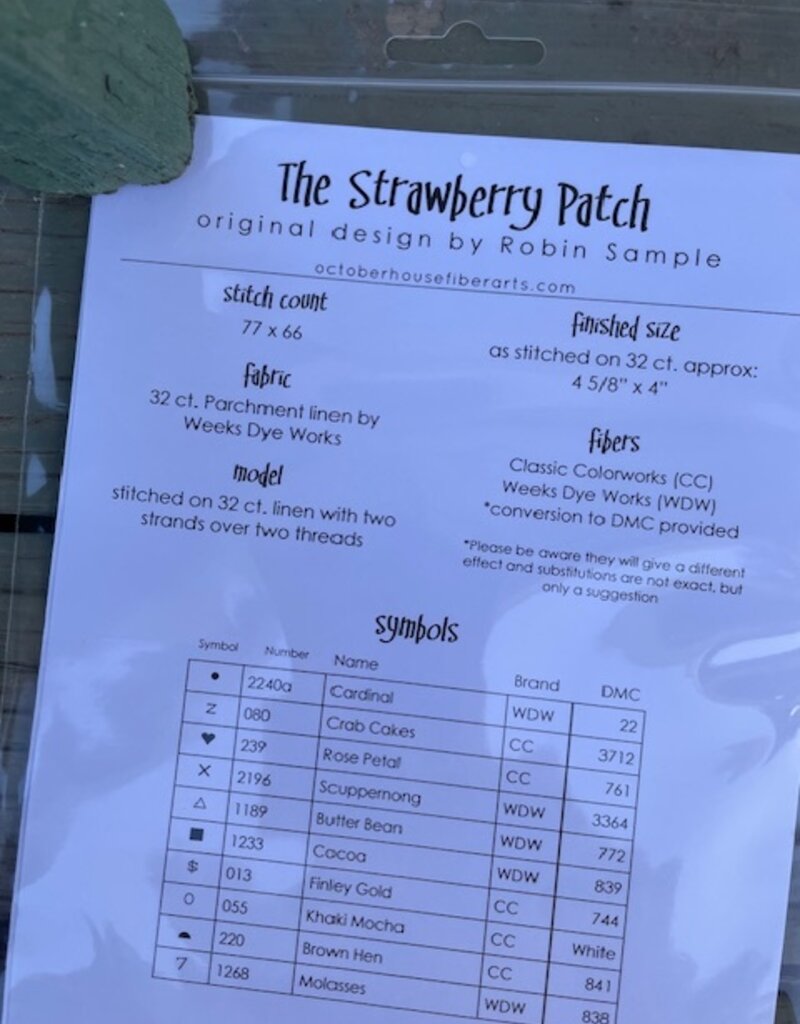 The Strawberry Patch
original design by Robin Sample
octoberhousefiberarts.com
stitch count
77 x 66
fabric
32 ct. Parchment linen by
Weeks Dye Works
model
stitched on 32 ct. linen with two
strands over two threads
finished size
as stitched on 32 ct. approx:
4 5/8" x 4"
fibers
Classic Colorworks (CC)
Weeks Dye Works (WDW)
*conversion to DMC provided
*Please be aware they will give a different
effect and substitutions are not exact, but
only a suggestion
symbols
Symbol Number Name Brand DMC
● 2240a Cardinal WDW 22
Z 080 Crab Cakes CC 3712
♥ 239 Rose Petal CC 761
X 2196 Scuppernong WDW 3364
△ 1189 Butter Bean WDW 772
■ 1233 Cocoa WDW 839
$ 013 Finley Gold CC 744
O 055 Khaki Mocha CC White
◓ 220 Brown Hen CC 841
7 1268 Molasses WDW 838